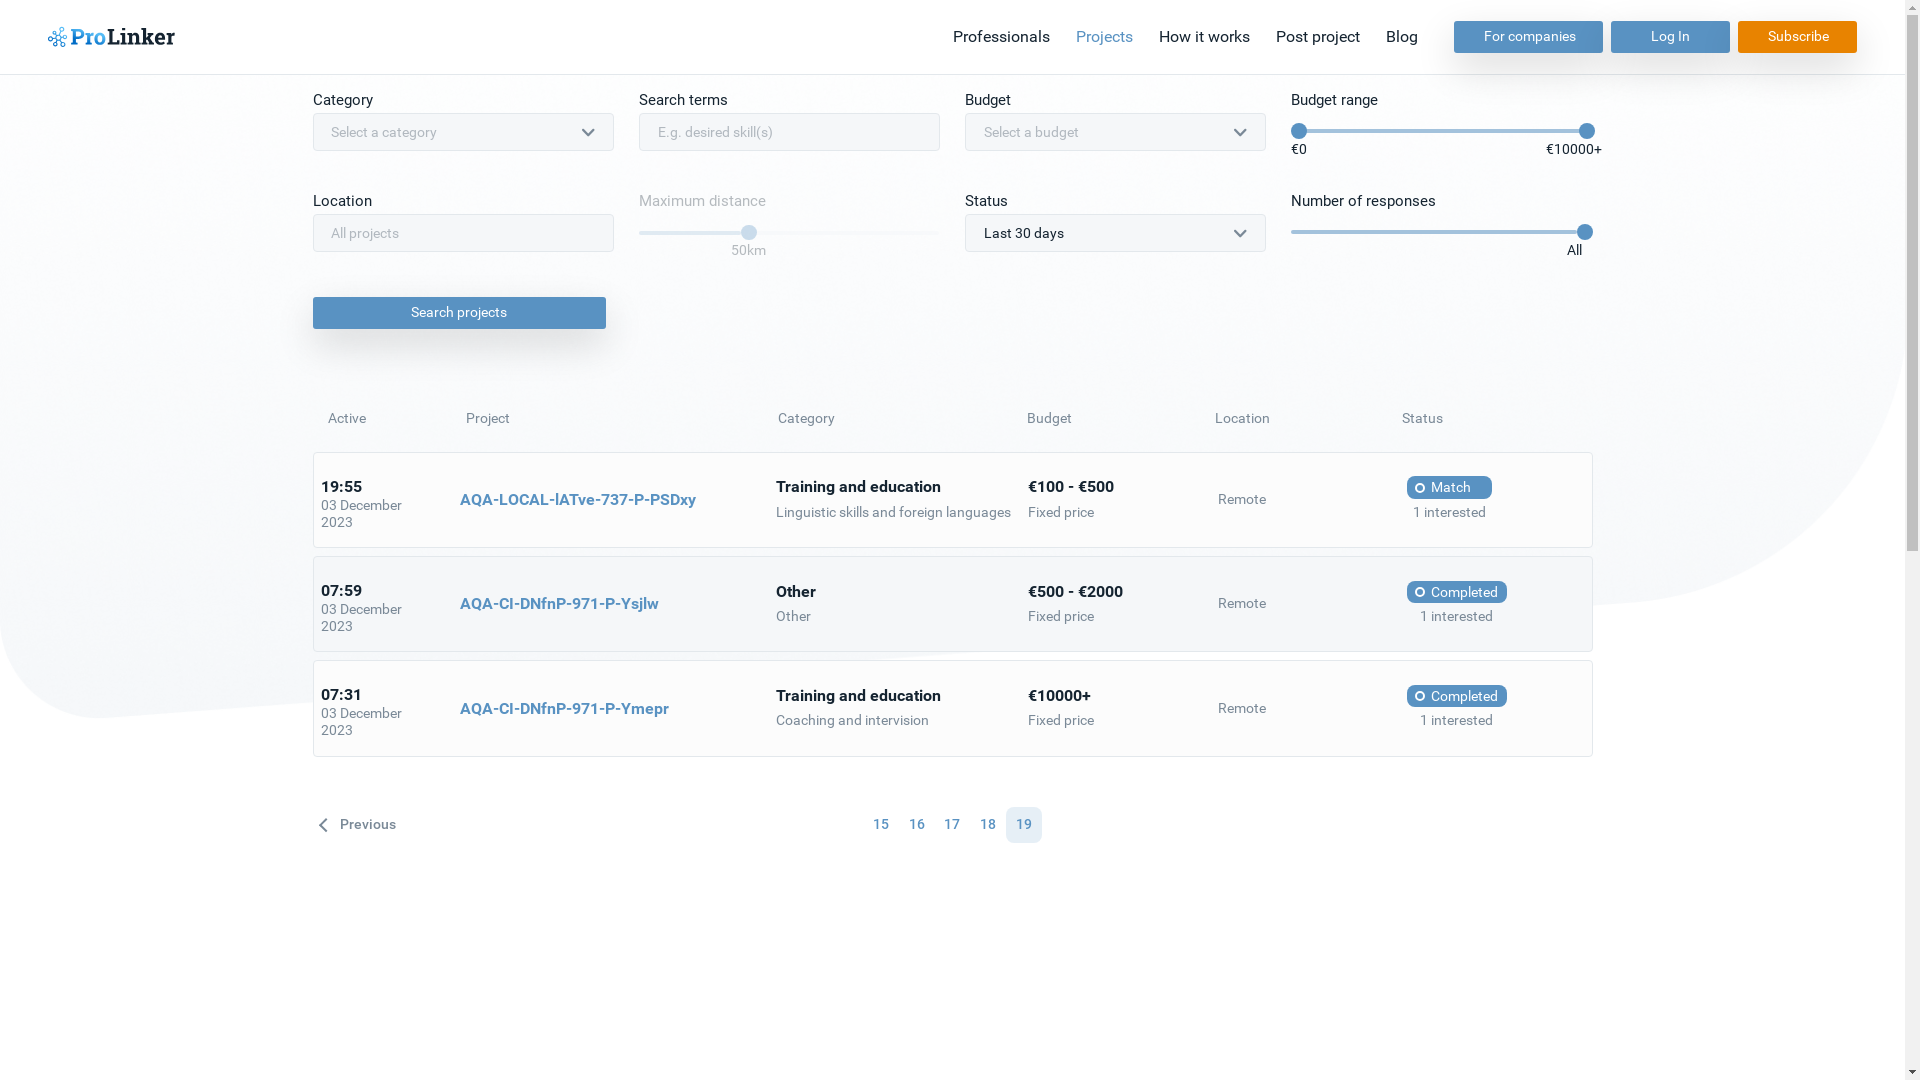 ProLinker
Professionals
Projects
How it works
Post project
Blog
For companies
Log In
Subscribe
Category
Search terms
Budget
Budget range
Select a category
E.g. desired skill(s)
Select a budget
€0
€10000+
Location
Maximum distance
Status
Number of responses
All projects
50km
Last 30 days
All
Search projects
Active
Project
Category
Budget
Location
Status
19:55
03 December
2023
AQA-LOCAL-lATve-737-P-PSDxy
Training and education
Linguistic skills and foreign languages
€100 - €500
Fixed price
Remote
Match
1 interested
07:59
03 December
2023
AQA-CI-DNfnP-971-P-Ysjlw
Other
Other
€500 - €2000
Fixed price
Remote
Completed
1 interested
07:31
03 December
2023
AQA-CI-DNfnP-971-P-Ymepr
Training and education
Coaching and intervision
€10000+
Fixed price
Remote
Completed
1 interested
Previous
15
16
17
18
19